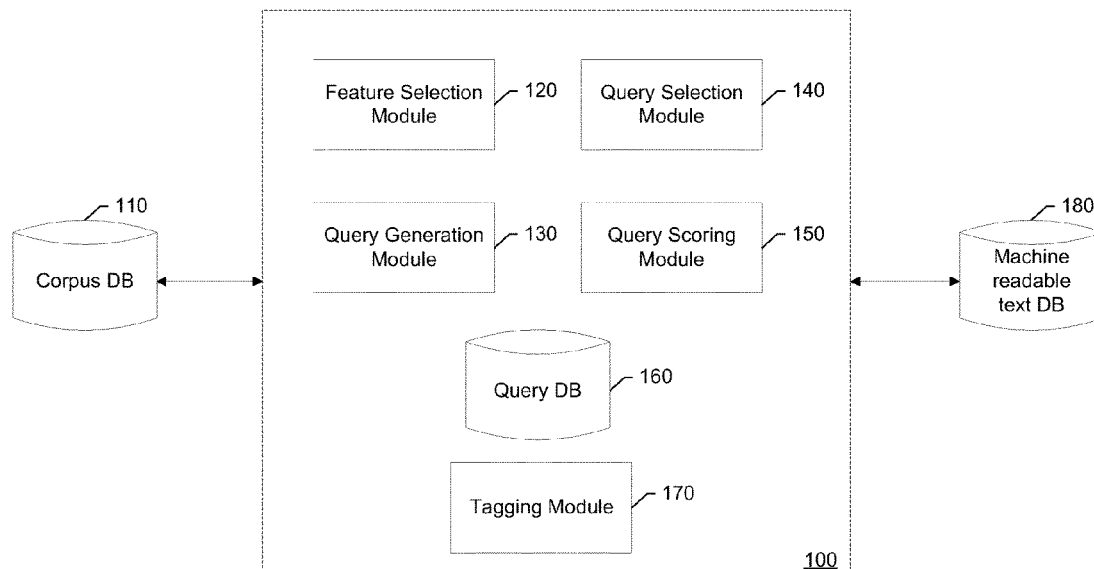 Feature Selection
Module
120
Query Selection
Module
140
110
Corpus DB
Query Generation
Module
130
Query Scoring
Module
150
180
Machine
readable
text DB
Query DB
160
Tagging Module
170
100